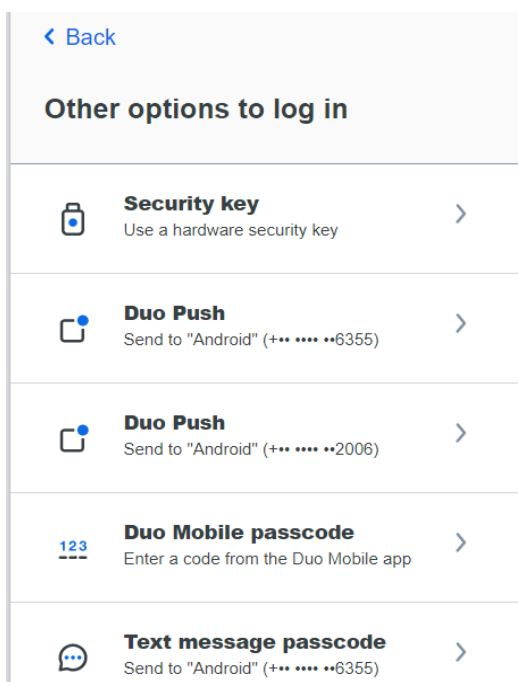 Back
Other options to log in
Security key
Use a hardware security key
Duo Push
Send to "Android" (+•• •••• ••6355)
Duo Push
Send to "Android" (+•• •••• ••2006)
123
Duo Mobile passcode
Enter a code from the Duo Mobile app
Text message passcode
Send to "Android" (+•• •••• ••6355)